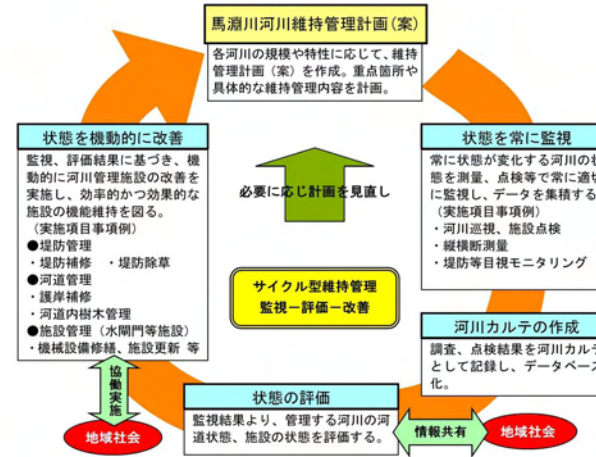 馬淵川河川維持管理計画(案)
各河川の規模や特性に応じて、維持
管理計画(案)を作成。重点箇所や
具体的な維持管理内容を計画。
状態を常に監視
常に状態が変化する河川の状
態を測量、点検等で常に適切
に監視し、データを集積する
(実施項目事項例)
・河川巡視、施設点検
・縦横断測量
・堤防等目視モニタリング
河川カルテの作成
調査、点検結果を河川カルテ
として記録し、データベース
化。
状態の評価
監視結果より、管理する河川の河
道状態、施設の状態を評価する。
情報共有
地域社会
状態を機動的に改善
監視、評価結果に基づき、機
動的に河川管理施設の改善を
実施し、効率的かつ効果的な
施設の機能維持を図る。
(実施項目事項例)
●堤防管理
・堤防補修 ・堤防除草
●河道管理
・護岸補修
・河道内樹木管理
●施設管理(水閘門等施設)
・機械設備修繕、施設更新 等
協働実施
地域社会
必要に応じ計画を見直し
サイクル型維持管理
監視－評価－改善